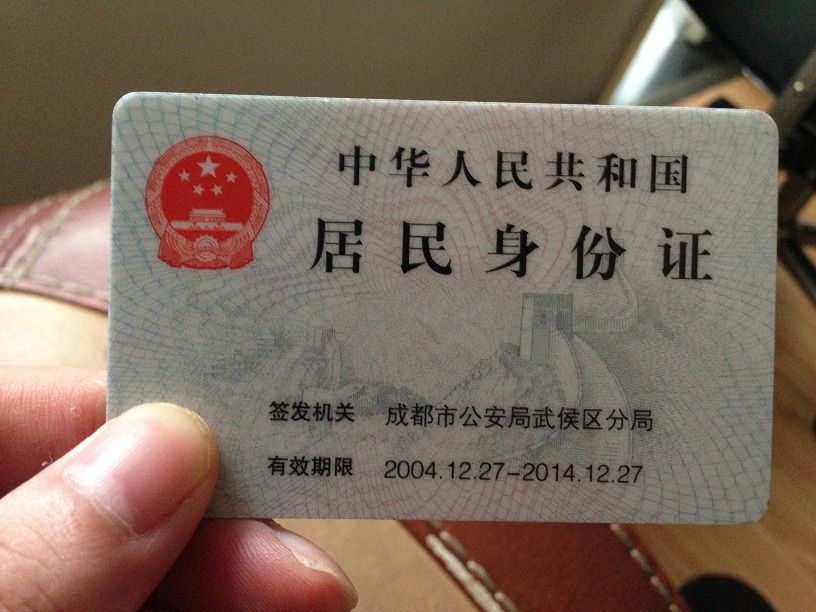 中华人民共和国
居民身份证
签发机关 成都市公安局武侯区分局
有效期限 2004.12.27-2014.12.27